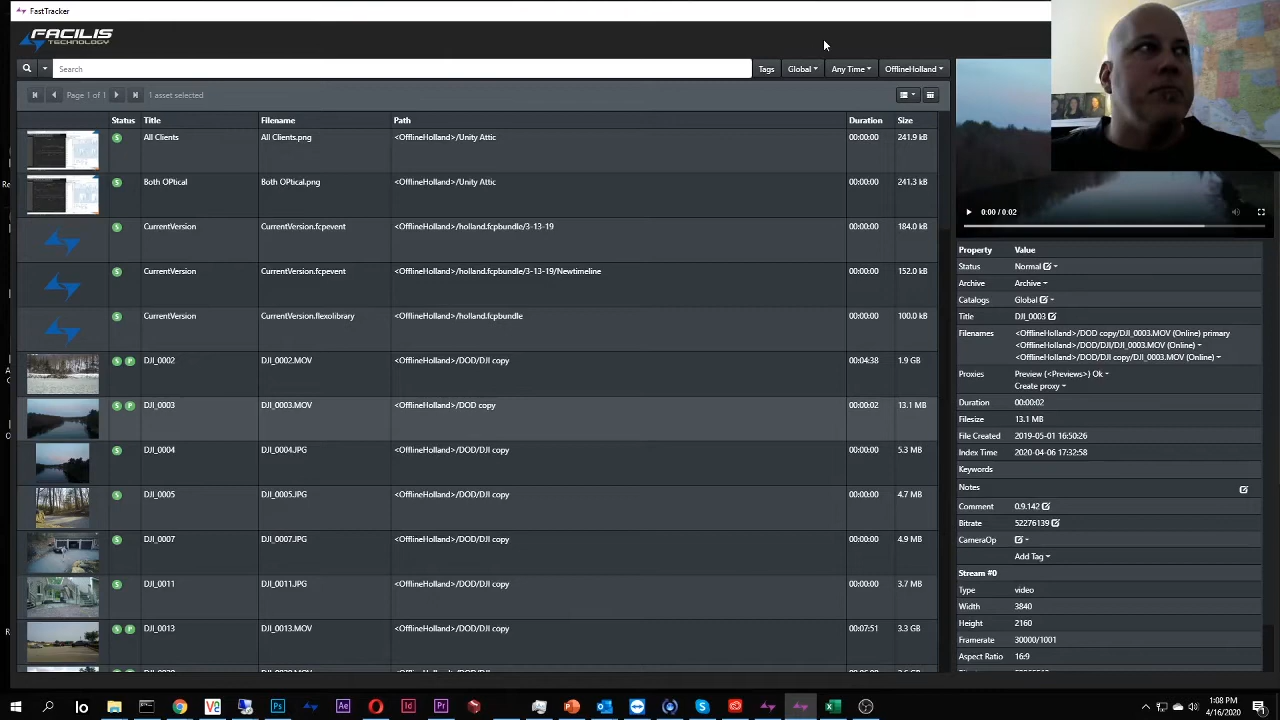 FastTracker
FACILIS
TECHNOLOGY
Search Tags Global Any Time OfflineHolland
Page 1 of 1 1 asset selected
Status Title Filename Path Duration Size
S All Clients All Clients.png <OfflineHolland>/Unity Attic 00:00:00 241.9 kB
S Both OPtical Both OPtical.png <OfflineHolland>/Unity Attic 00:00:00 241.3 kB
S CurrentVersion CurrentVersion.fcpevent <OfflineHolland>/holland.fcpbundle/3-13-19 00:00:00 184.0 kB
S CurrentVersion CurrentVersion.fcpevent <OfflineHolland>/holland.fcpbundle/3-13-19/Newtimeline 00:00:00 152.0 kB
S CurrentVersion CurrentVersion.flexolibrary <OfflineHolland>/holland.fcpbundle 00:00:00 100.0 kB
S P DJI_0002 DJI_0002.MOV <OfflineHolland>/DOD/DJI copy 00:04:38 1.9 GB
S P DJI_0003 DJI_0003.MOV <OfflineHolland>/DOD copy 00:00:02 13.1 MB
S DJI_0004 DJI_0004.JPG <OfflineHolland>/DOD/DJI copy 00:00:00 5.3 MB
S DJI_0005 DJI_0005.JPG <OfflineHolland>/DOD/DJI copy 00:00:00 4.7 MB
S DJI_0007 DJI_0007.JPG <OfflineHolland>/DOD/DJI copy 00:00:00 4.9 MB
S DJI_0011 DJI_0011.JPG <OfflineHolland>/DOD/DJI copy 00:00:00 3.7 MB
S P DJI_0013 DJI_0013.MOV <OfflineHolland>/DOD/DJI copy 00:07:51 3.3 GB
0:00 / 0:02
Property Value
Status Normal
Archive Archive
Catalogs Global
Title DJI_0003
Filenames <OfflineHolland>/DOD copy/DJI_0003.MOV (Online) primary
<OfflineHolland>/DOD/DJI/DJI_0003.MOV (Online)
<OfflineHolland>/DOD/DJI copy/DJI_0003.MOV (Online)
Proxies Preview (<Previews>) Ok
Create proxy
Duration 00:00:02
Filesize 13.1 MB
File Created 2019-05-01 16:50:26
Index Time 2020-04-06 17:32:58
Keywords
Notes
Comment 0.9.142
Bitrate 52276139
CameraOp
Add Tag
Stream #0
Type video
Width 3840
Height 2160
Framerate 30000/1001
Aspect Ratio 16:9
Ps Ae Id Pr
1:08 PM
4/16/2020